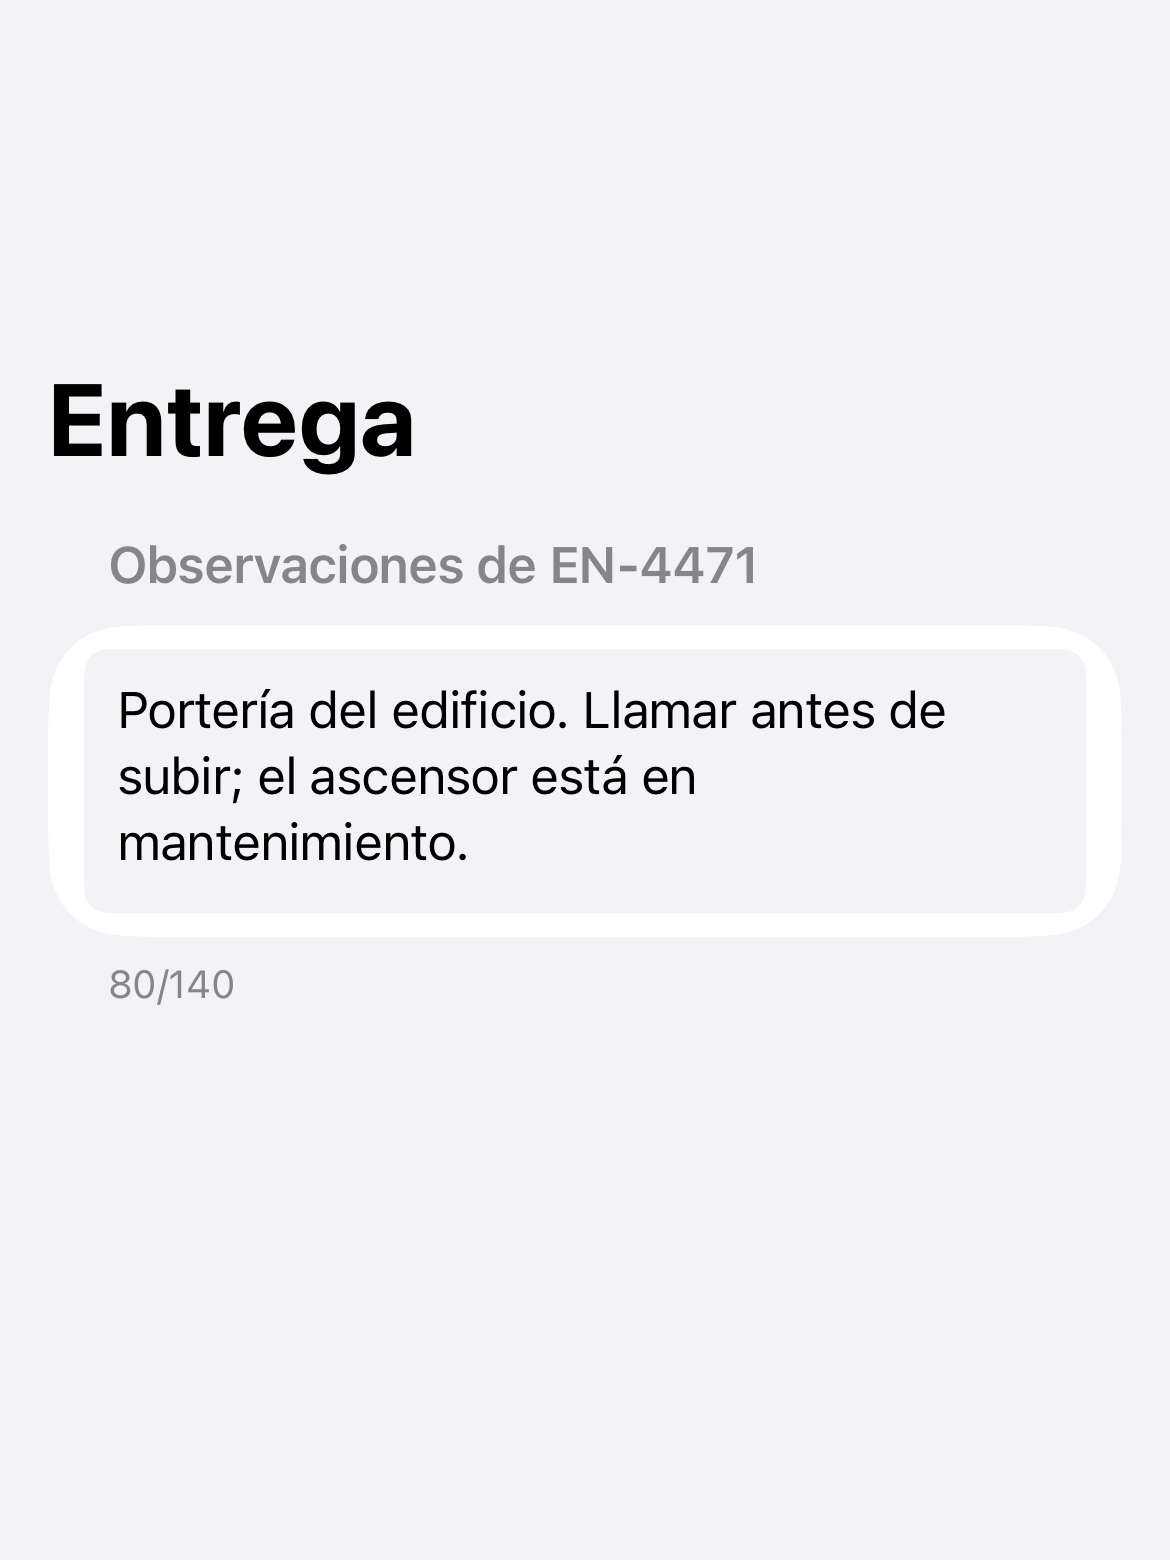 Entrega
Observaciones de EN-4471
Portería del edificio. Llamar antes de
subir; el ascensor está en
mantenimiento.
80/140